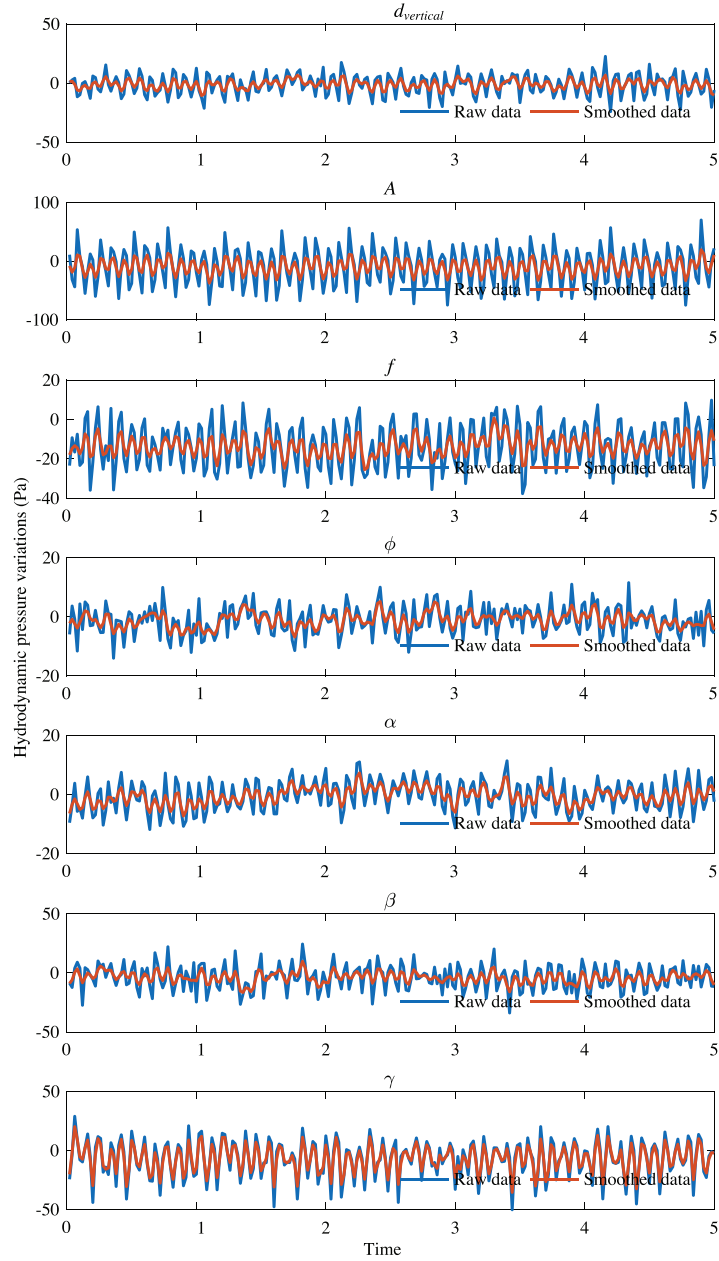 d_vertical
50
0
-50
0 1 2 3 4 5
Raw data Smoothed data
A
100
0
-100
0 1 2 3 4 5
Raw data Smoothed data
f
20
0
-20
-40
0 1 2 3 4 5
Raw data Smoothed data
Hydrodynamic pressure variations (Pa)
ϕ
20
0
-20
0 1 2 3 4 5
Raw data Smoothed data
α
20
0
-20
0 1 2 3 4 5
Raw data Smoothed data
β
50
0
-50
0 1 2 3 4 5
Raw data Smoothed data
γ
50
0
-50
0 1 2 3 4 5
Raw data Smoothed data
Time